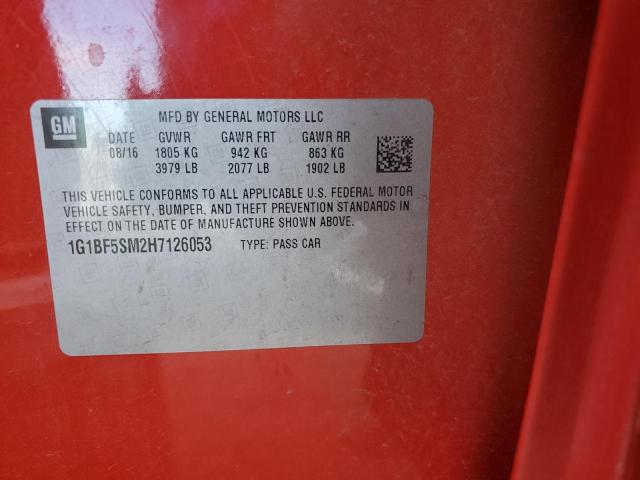 GM
MFD BY GENERAL MOTORS LLC
DATE GVWR GAWR FRT GAWR RR
08/16 1805 KG 942 KG 863 KG
3979 LB 2077 LB 1902 LB
THIS VEHICLE CONFORMS TO ALL APPLICABLE U.S. FEDERAL MOTOR
VEHICLE SAFETY, BUMPER, AND THEFT PREVENTION STANDARDS IN
EFFECT ON THE DATE OF MANUFACTURE SHOWN ABOVE.
1G1BF5SM2H7126053 TYPE: PASS CAR